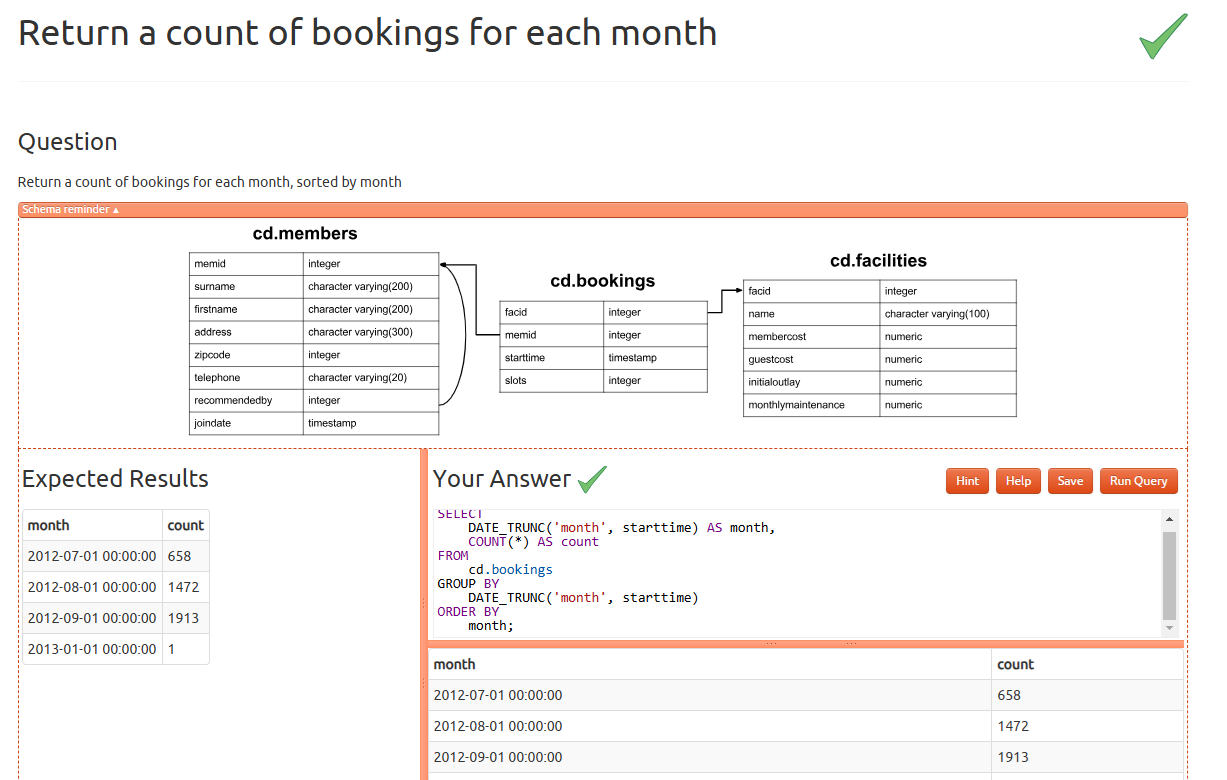 Return a count of bookings for each month
Question
Return a count of bookings for each month, sorted by month
Schema reminder ▲
cd.members
memid integer
surname character varying(200)
firstname character varying(200)
address character varying(300)
zipcode integer
telephone character varying(20)
recommendedby integer
joindate timestamp
cd.bookings
facid integer
memid integer
starttime timestamp
slots integer
cd.facilities
facid integer
name character varying(100)
membercost numeric
guestcost numeric
initialoutlay numeric
monthlymaintenance numeric
Expected Results
month count
2012-07-01 00:00:00 658
2012-08-01 00:00:00 1472
2012-09-01 00:00:00 1913
2013-01-01 00:00:00 1
Your Answer
Hint Help Save Run Query
SELECT
DATE_TRUNC('month', starttime) AS month,
COUNT(*) AS count
FROM
cd.bookings
GROUP BY
DATE_TRUNC('month', starttime)
ORDER BY
month;
month count
2012-07-01 00:00:00 658
2012-08-01 00:00:00 1472
2012-09-01 00:00:00 1913